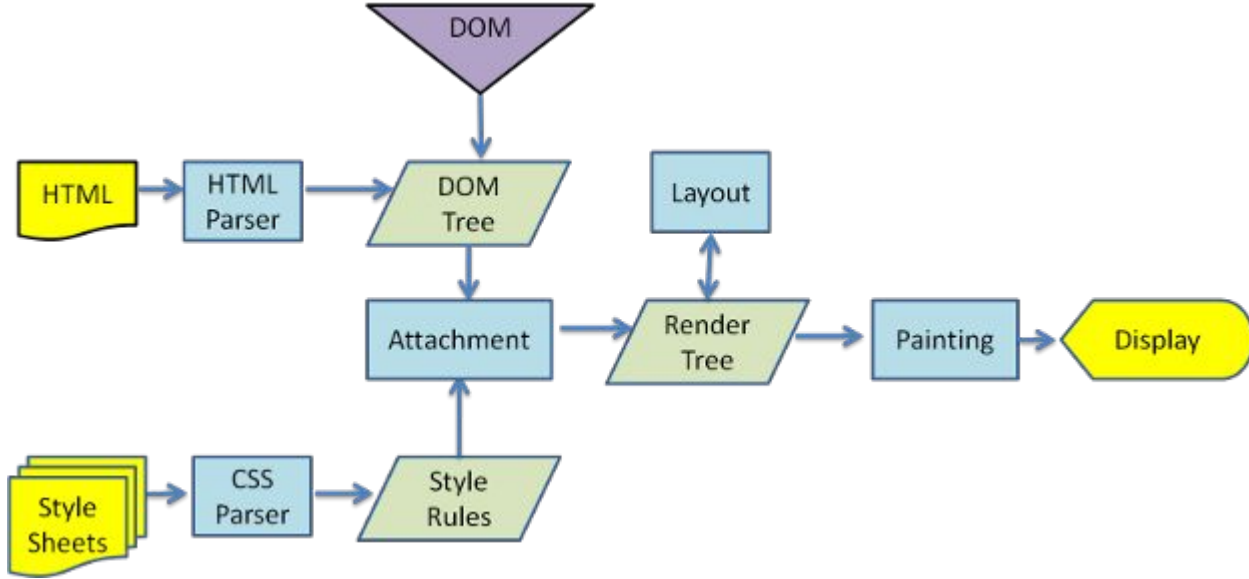 DOM
HTML
HTML
Parser
DOM
Tree
Layout
Attachment
Render
Tree
Painting
Display
Style
Sheets
CSS
Parser
Style
Rules